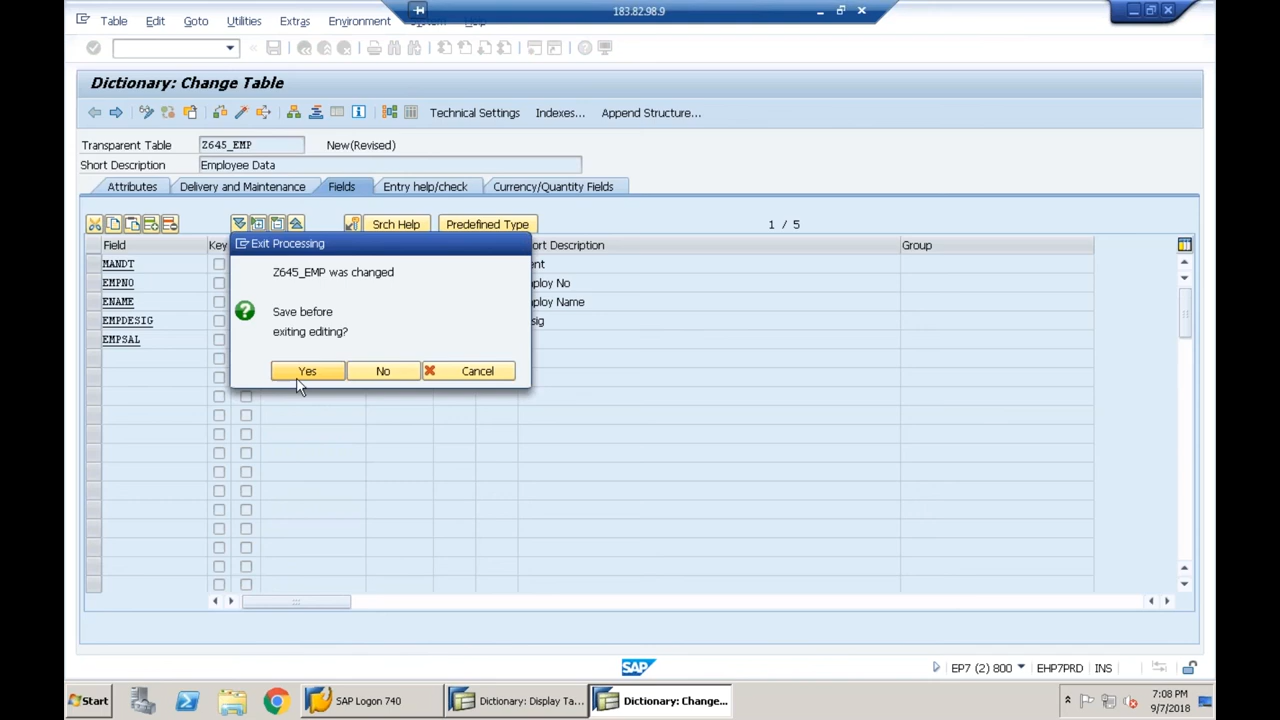 183.82.98.9
Table Edit Goto Utilities Extras Environment Help
Dictionary: Change Table
Technical Settings Indexes... Append Structure...
Transparent Table Z645_EMP New(Revised)
Short Description Employee Data
Attributes Delivery and Maintenance Fields Entry help/check Currency/Quantity Fields
Srch Help Predefined Type 1 / 5
Field Key ort Description Group
Exit Processing
MANDT ent
Z645_EMP was changed
EMPNO ploy No
ENAME ploy Name
Save before
EMPDESIG sig
exiting editing?
EMPSAL
Yes No Cancel
SAP EP7 (2) 800 EHP7PRD INS
Start SAP Logon 740 Dictionary: Display Ta... Dictionary: Change... 7:08 PM
9/7/2018